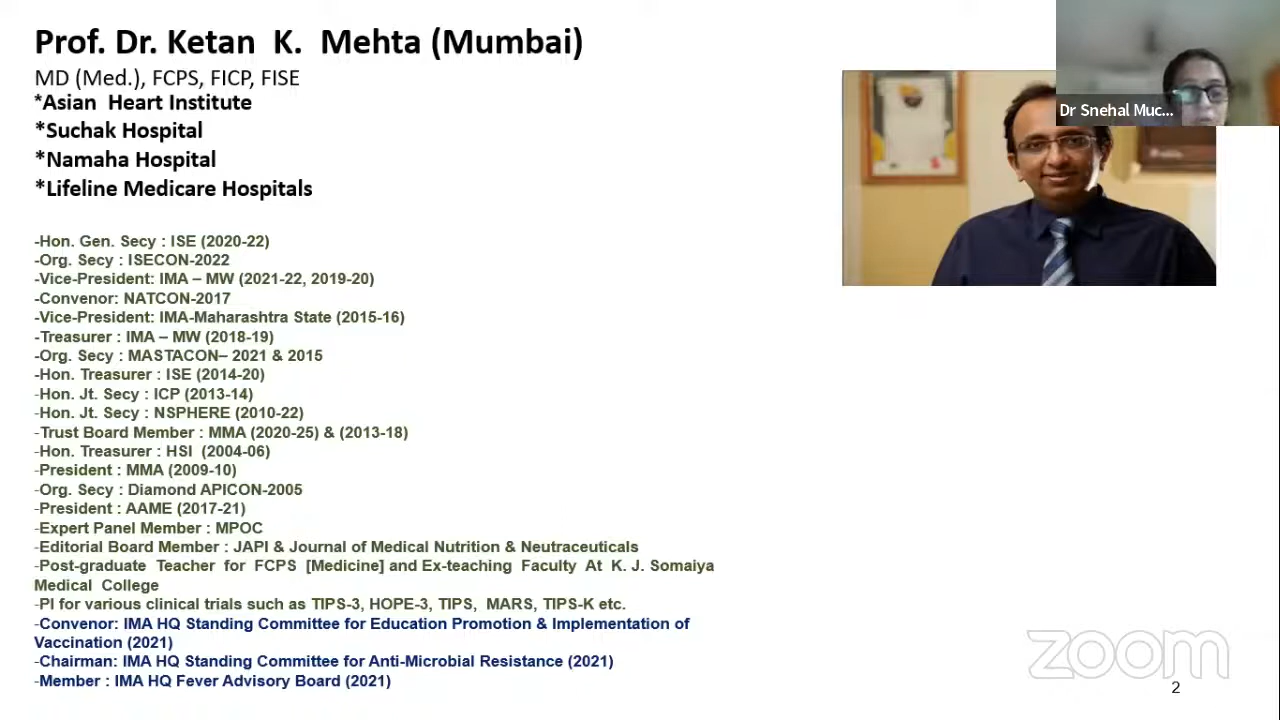 Prof. Dr. Ketan K. Mehta (Mumbai)
MD (Med.), FCPS, FICP, FISE
*Asian Heart Institute
*Suchak Hospital
*Namaha Hospital
*Lifeline Medicare Hospitals
-Hon. Gen. Secy : ISE (2020-22)
-Org. Secy : ISECON-2022
-Vice-President: IMA – MW (2021-22, 2019-20)
-Convenor: NATCON-2017
-Vice-President: IMA-Maharashtra State (2015-16)
-Treasurer : IMA – MW (2018-19)
-Org. Secy : MASTACON– 2021 & 2015
-Hon. Treasurer : ISE (2014-20)
-Hon. Jt. Secy : ICP (2013-14)
-Hon. Jt. Secy : NSPHERE (2010-22)
-Trust Board Member : MMA (2020-25) & (2013-18)
-Hon. Treasurer : HSI (2004-06)
-President : MMA (2009-10)
-Org. Secy : Diamond APICON-2005
-President : AAME (2017-21)
-Expert Panel Member : MPOC
-Editorial Board Member : JAPI & Journal of Medical Nutrition & Neutraceuticals
-Post-graduate Teacher for FCPS [Medicine] and Ex-teaching Faculty At K. J. Somaiya
Medical College
-PI for various clinical trials such as TIPS-3, HOPE-3, TIPS, MARS, TIPS-K etc.
-Convenor: IMA HQ Standing Committee for Education Promotion & Implementation of
Vaccination (2021)
-Chairman: IMA HQ Standing Committee for Anti-Microbial Resistance (2021)
-Member : IMA HQ Fever Advisory Board (2021)
Dr Snehal Muc...
zoom
2